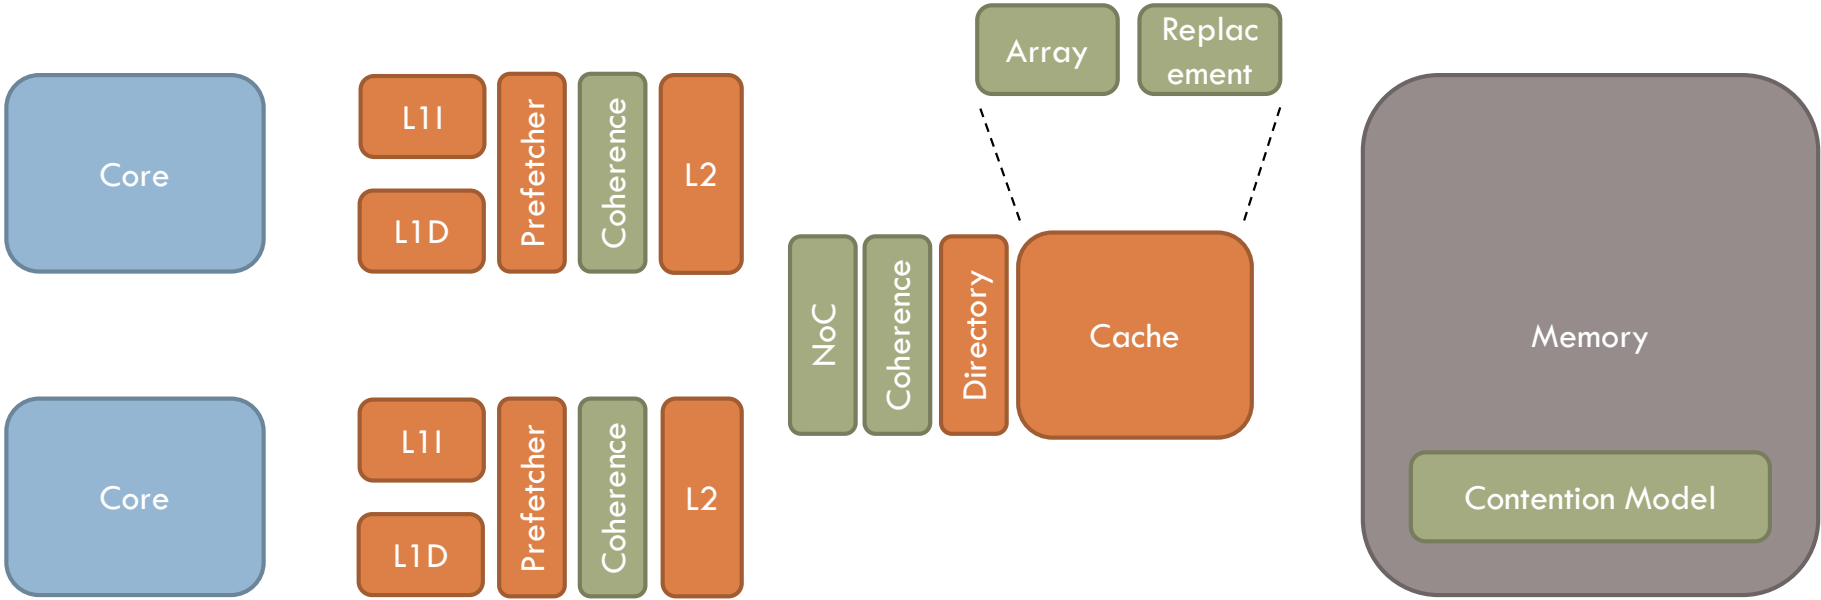 Array
Replac
ement
Core
L1I
L1D
Prefetcher
Coherence
L2
NoC
Coherence
Directory
Cache
Memory
Contention Model
Core
L1I
L1D
Prefetcher
Coherence
L2